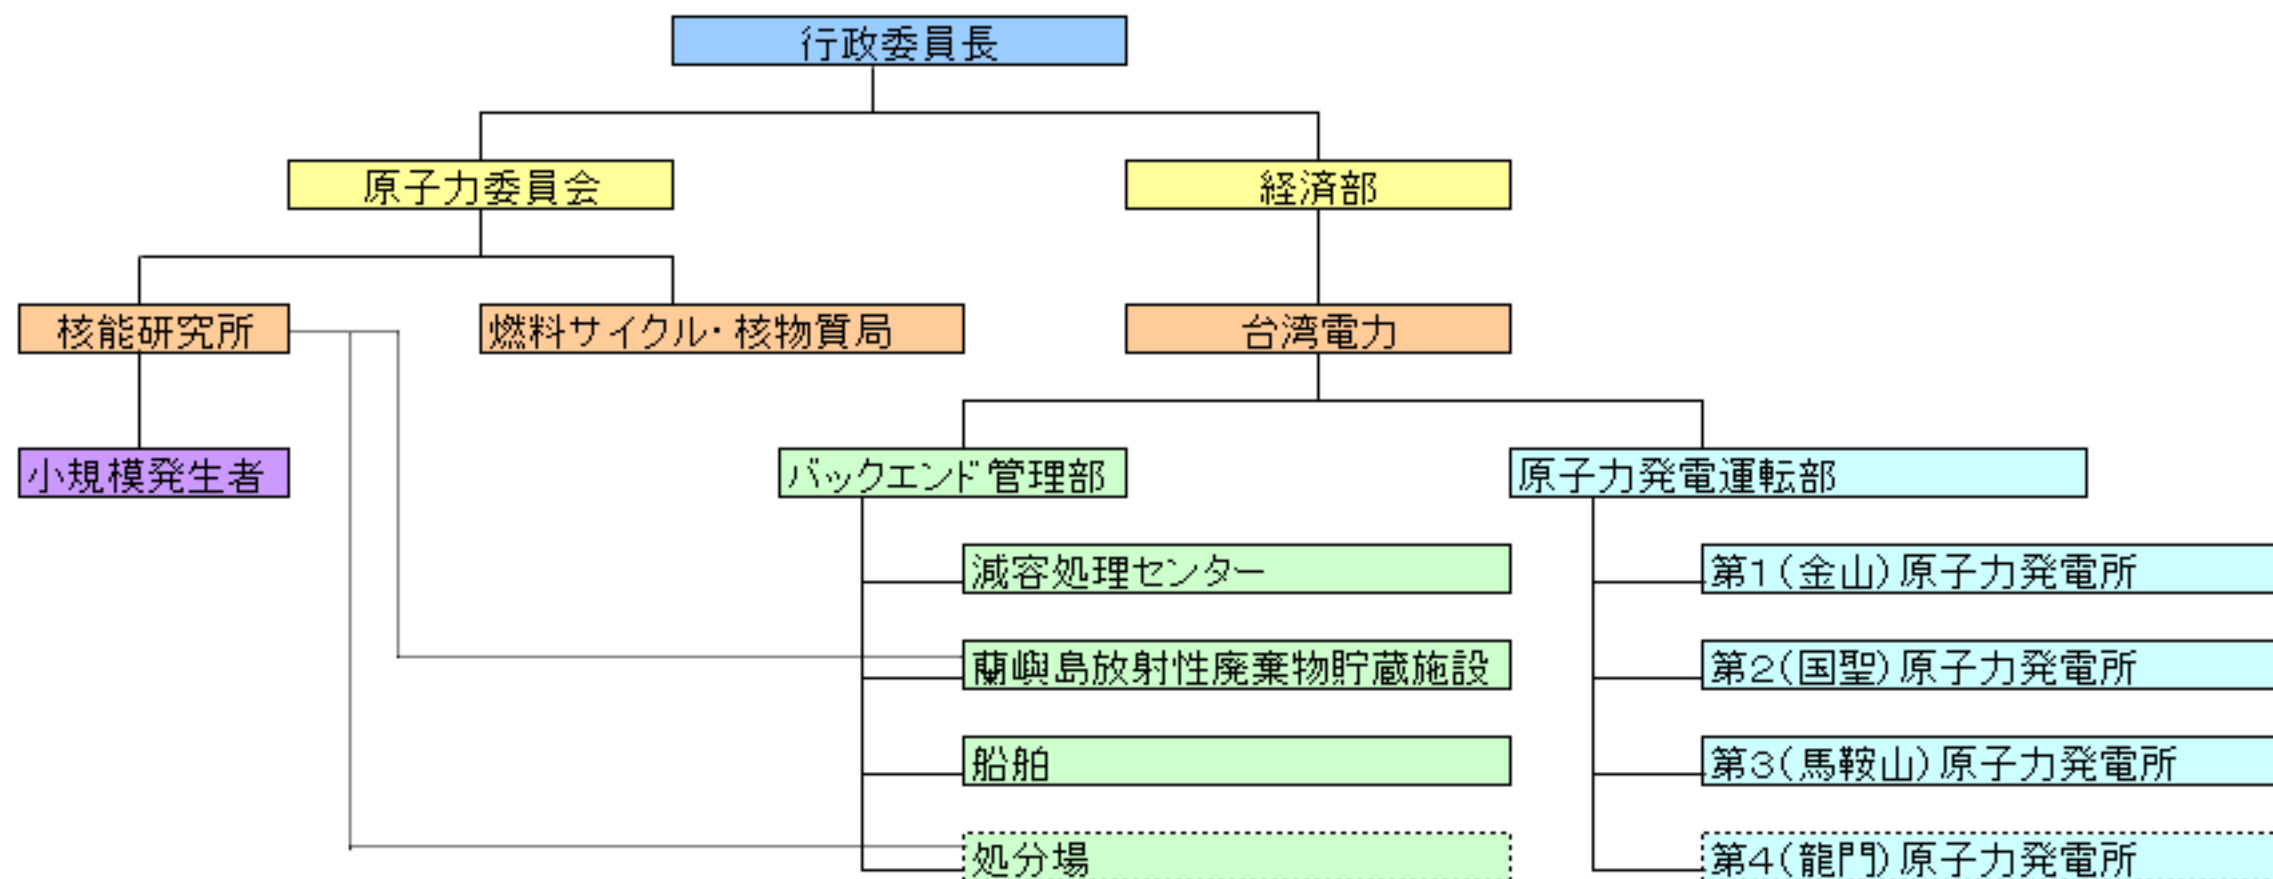 行政委員長
原子力委員会
経済部
核能研究所
燃料サイクル・核物質局
台湾電力
小規模発生者
バックエンド管理部
原子力発電運転部
減容処理センター
第1(金山)原子力発電所
蘭嶼島放射性廃棄物貯蔵施設
第2(国聖)原子力発電所
船舶
第3(馬鞍山)原子力発電所
処分場
第4(龍門)原子力発電所